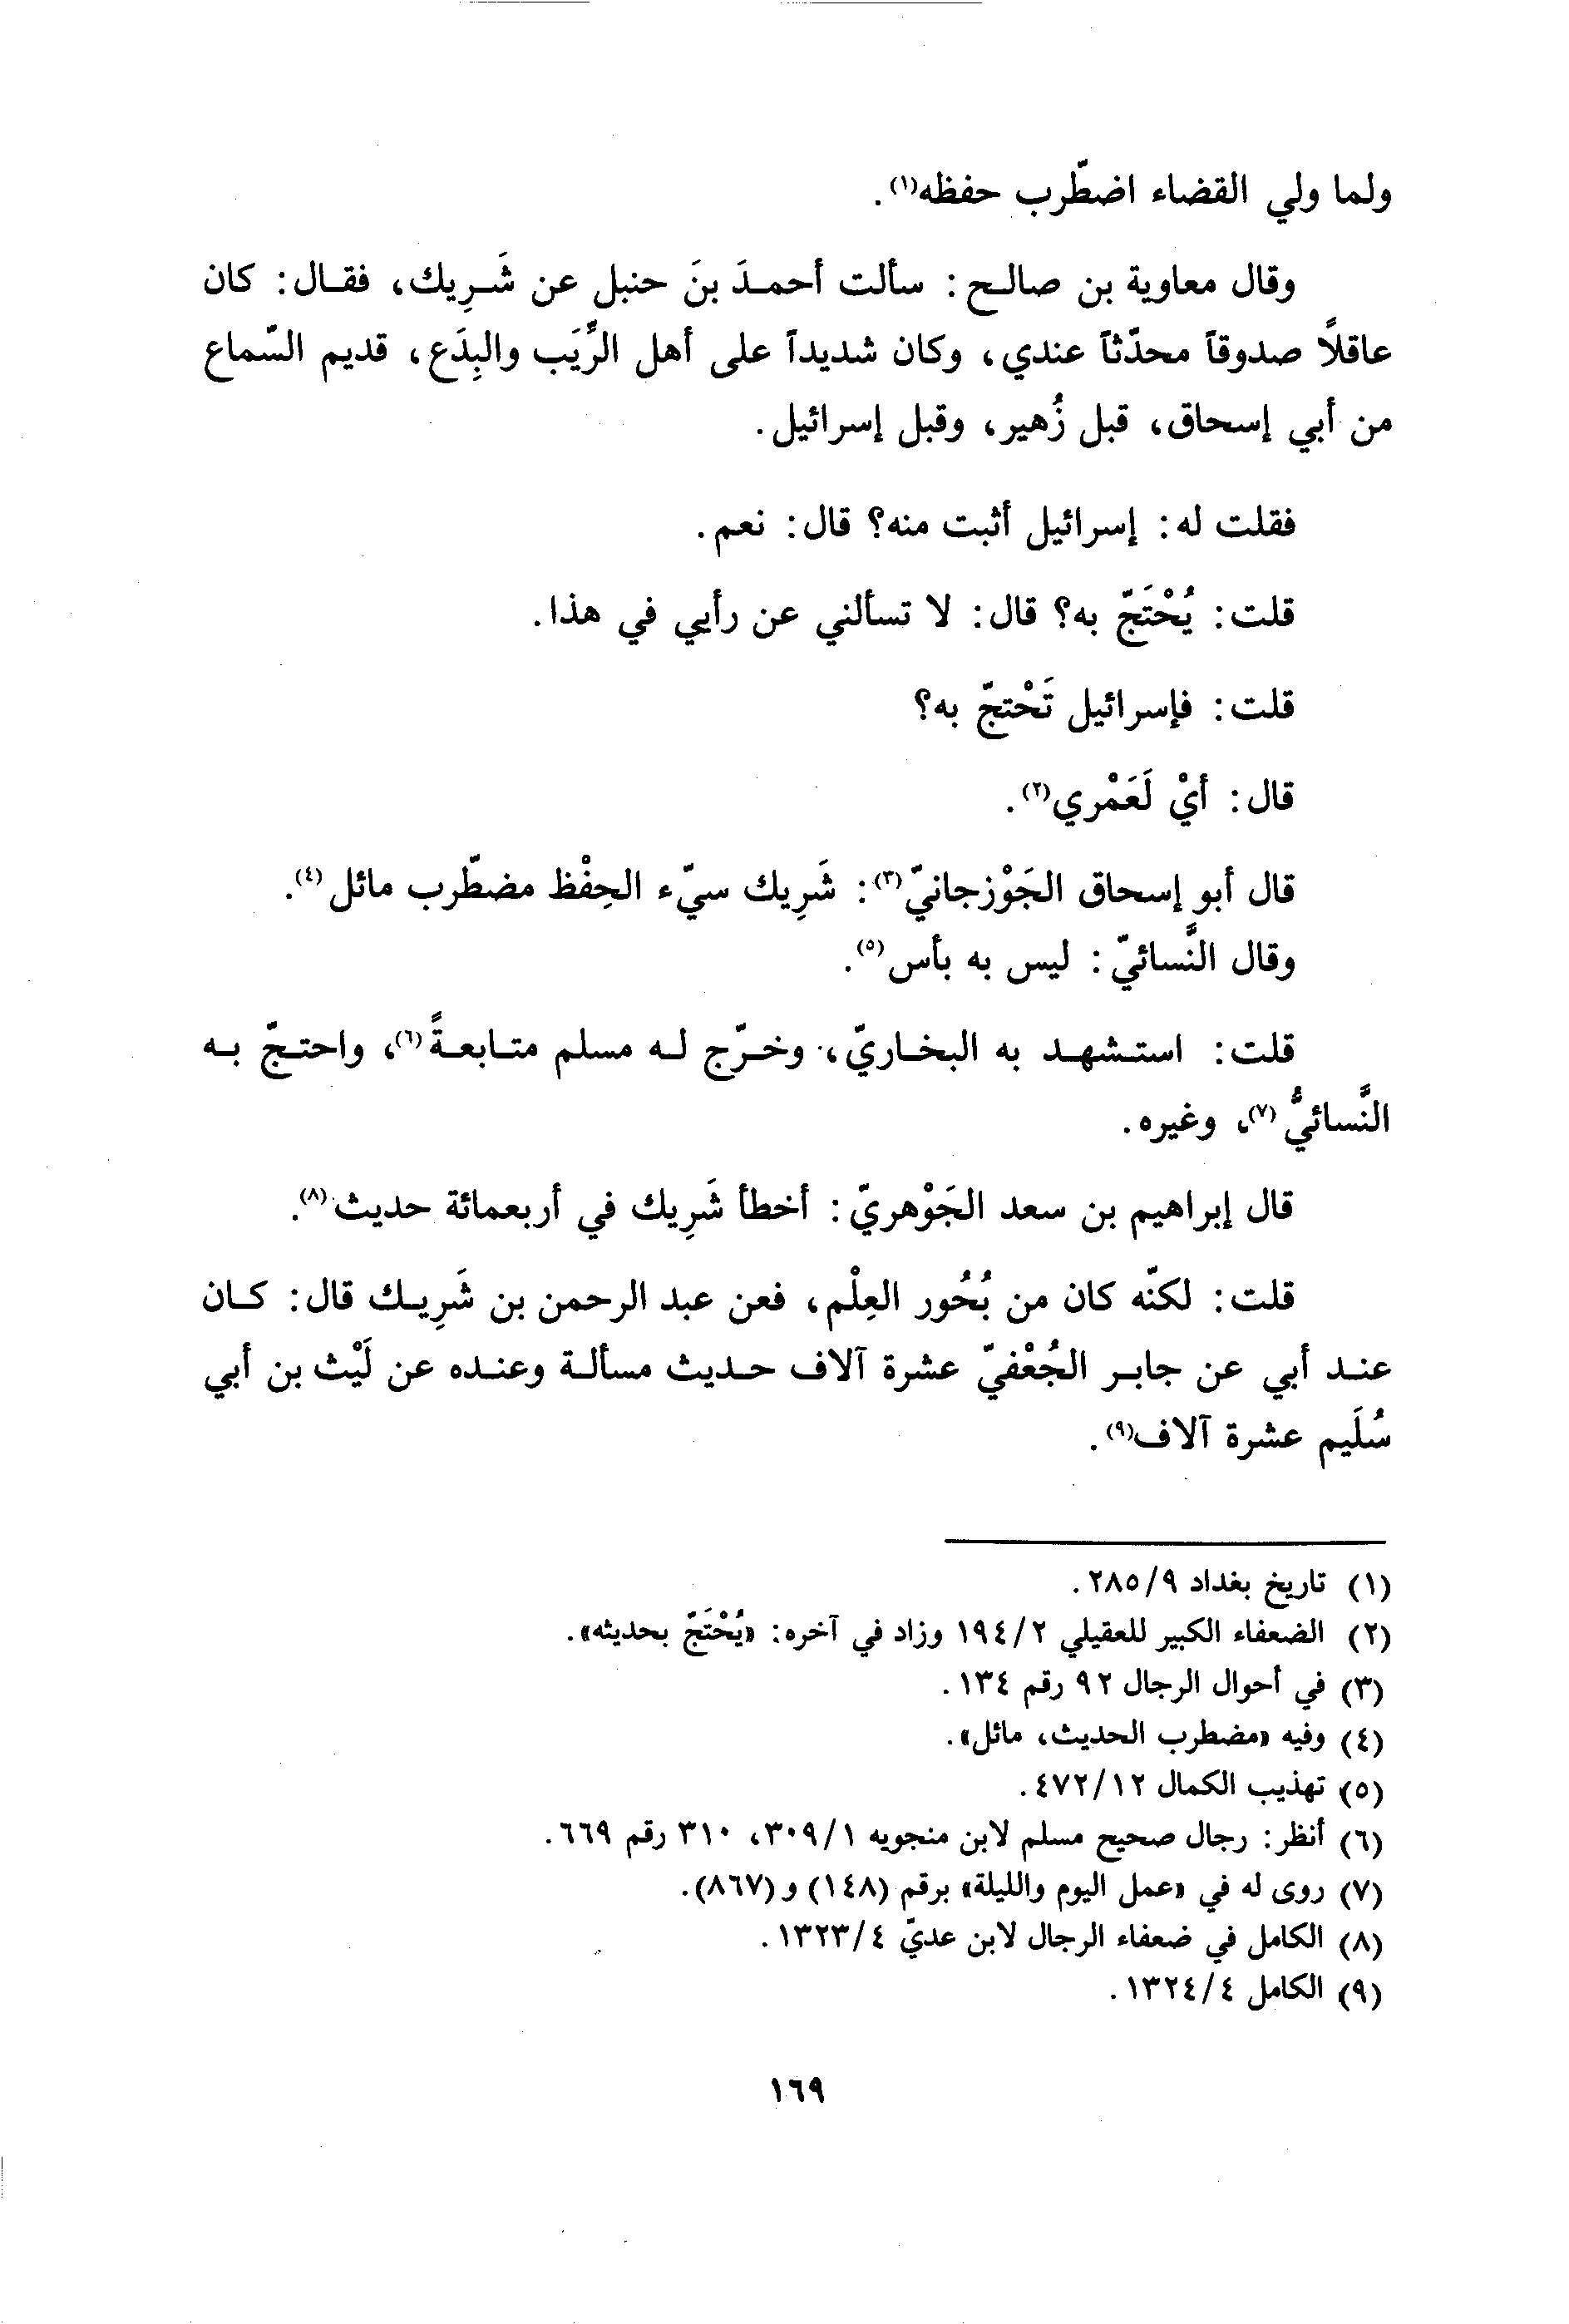 ولما ولي القضاء اضطّرب حفظه(١).
وقال معاوية بن صالح: سألت أحمدَ بنَ حنبل عن شَرِيك، فقال: كان
عاقلًا صدوقاً محدّثاً عندي، وكان شديداً على أهل الرِّيَب والبِدَع، قديم السّماع
من أبي إسحاق، قبل زُهير، وقبل إسرائيل.
فقلت له: إسرائيل أثبت منه؟ قال: نعم.
قلت: يُحْتَجّ به؟ قال: لا تسألني عن رأيي في هذا.
قلت: فإسرائيل تَحْتجّ به؟
قال: أيْ لَعَمْري(٢).
قال أبو إسحاق الجَوْزجانيّ(٣): شَرِيك سيّء الحِفْظ مضطّرب مائل(٤).
وقال النَّسائيّ: ليس به بأس(٥).
قلت: استشهد به البخاريّ، وخرّج له مسلم متابعةً(٦)، واحتجّ به
النَّسائيُّ(٧)، وغيره.
قال إبراهيم بن سعد الجَوْهريّ: أخطأ شَرِيك في أربعمائة حديث(٨).
قلت: لكنّه كان من بُحُور العِلْم، فعن عبد الرحمن بن شَرِيك قال: كان
عند أبي عن جابر الجُعْفيّ عشرة آلاف حديث مسألة وعنده عن لَيْث بن أبي
سُلَيم عشرة آلاف(٩).
(١) تاريخ بغداد ٢٨٥/٩.
(٢) الضعفاء الكبير للعقيلي ١٩٤/٢ وزاد في آخره: «يُحْتَجّ بحديثه».
(٣) في أحوال الرجال ٩٢ رقم ١٣٤.
(٤) وفيه «مضطرب الحديث، مائل».
(٥) تهذيب الكمال ٤٧٢/١٢.
(٦) أنظر: رجال صحيح مسلم لابن منجويه ٣٠٩/١، ٣١٠ رقم ٦٦٩.
(٧) روى له في «عمل اليوم والليلة» برقم (١٤٨) و (٨٦٧).
(٨) الكامل في ضعفاء الرجال لابن عديّ ١٣٢٣/٤.
(٩) الكامل ١٣٢٤/٤.
١٦٩